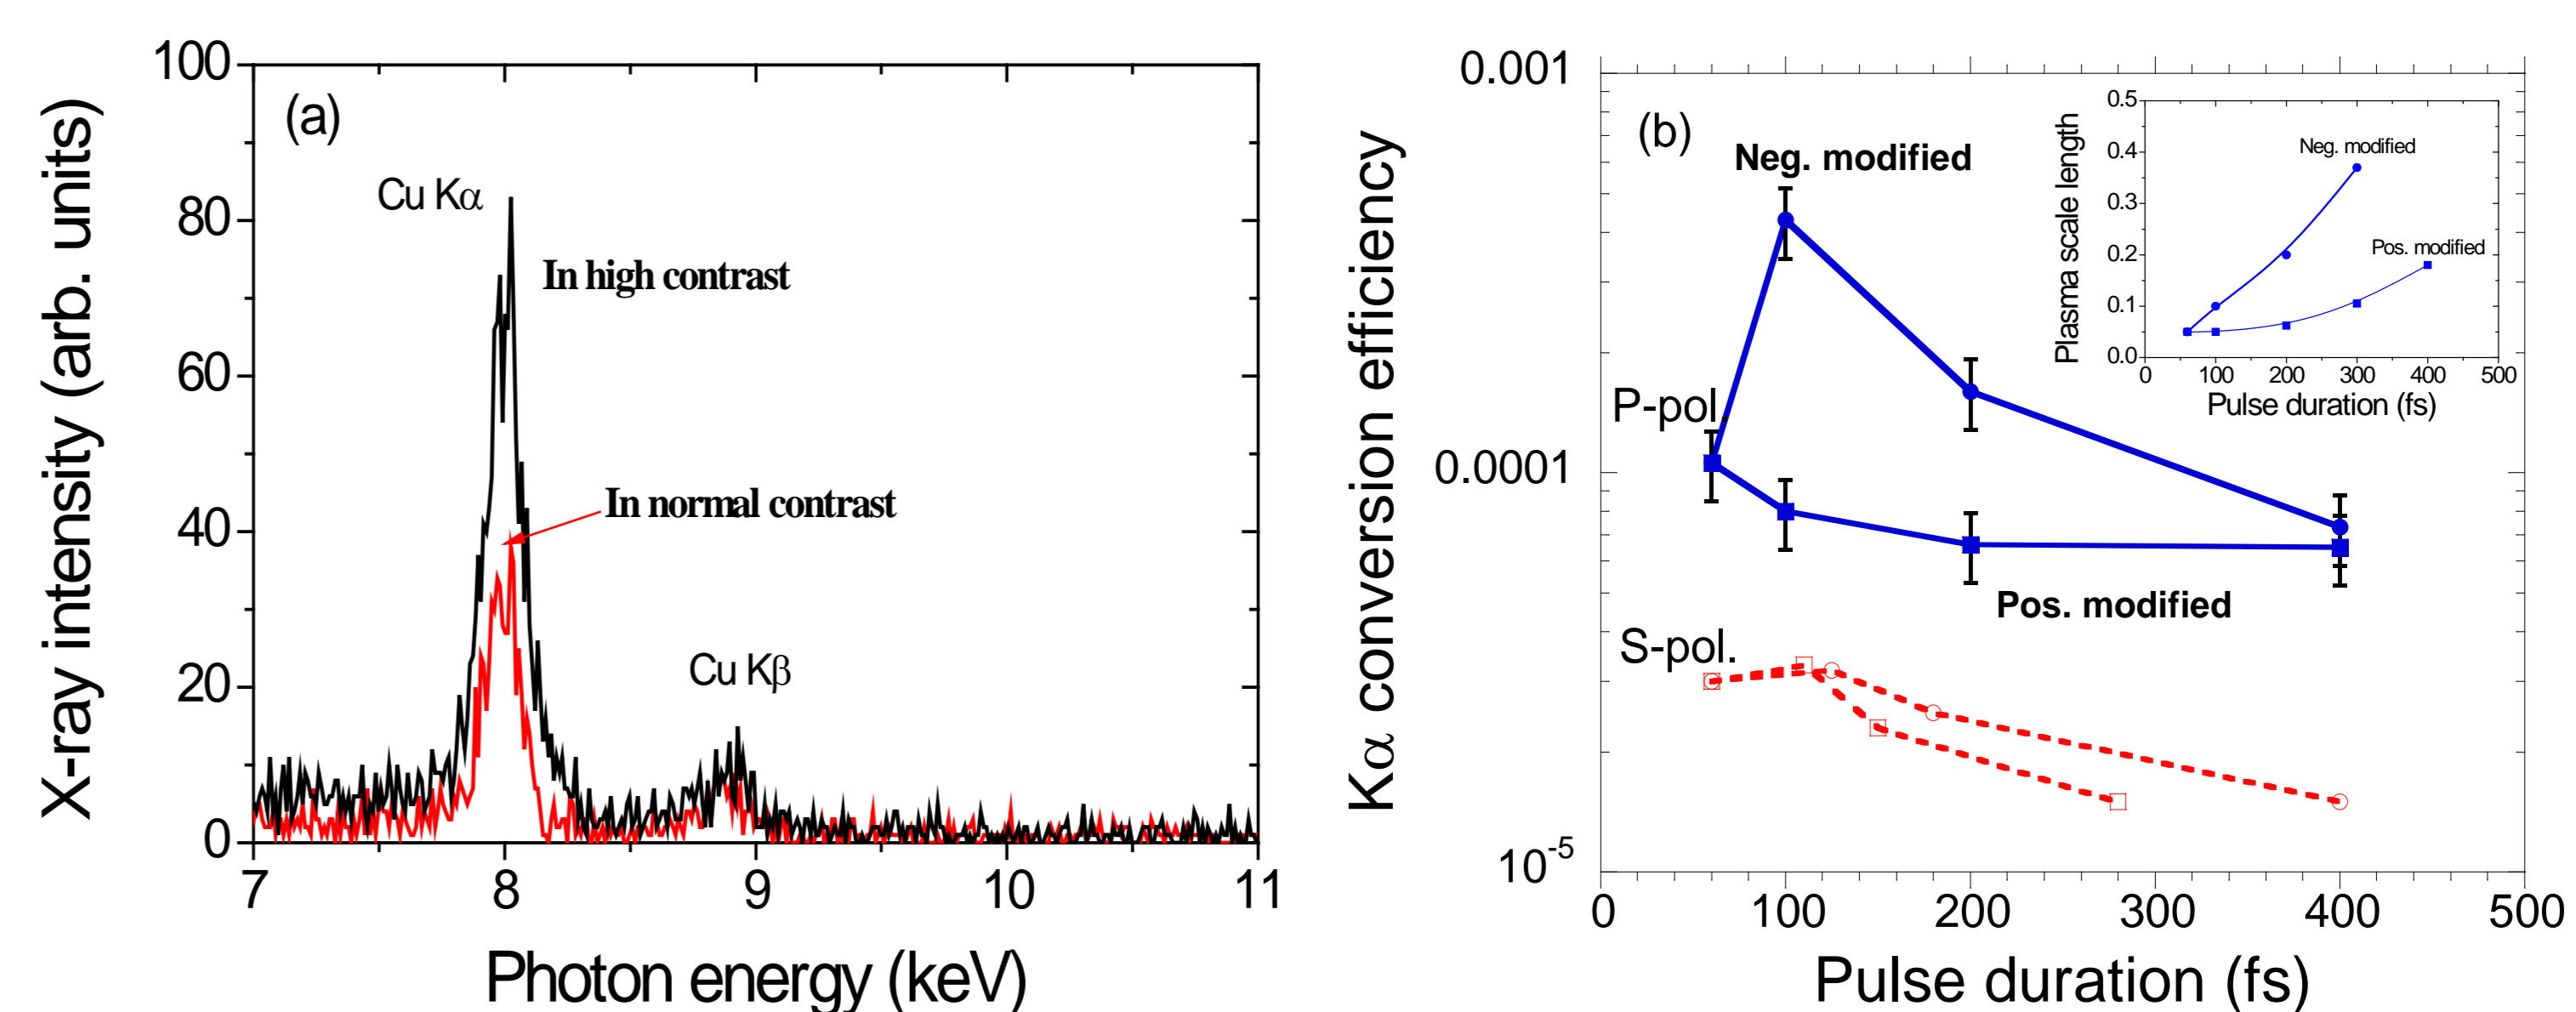 (a)
X-ray intensity (arb. units)
100
80
60
40
20
0
Cu Kα
In high contrast
In normal contrast
Cu Kβ
7 8 9 10 11
Photon energy (keV)
(b)
Kα conversion efficiency
0.001
0.0001
10-5
Neg. modified
P-pol.
Pos. modified
S-pol.
0 100 200 300 400 500
Pulse duration (fs)
Plasma scale length
0.5
0.4
0.3
0.2
0.1
0.0
Neg. modified
Pos. modified
0 100 200 300 400 500
Pulse duration (fs)